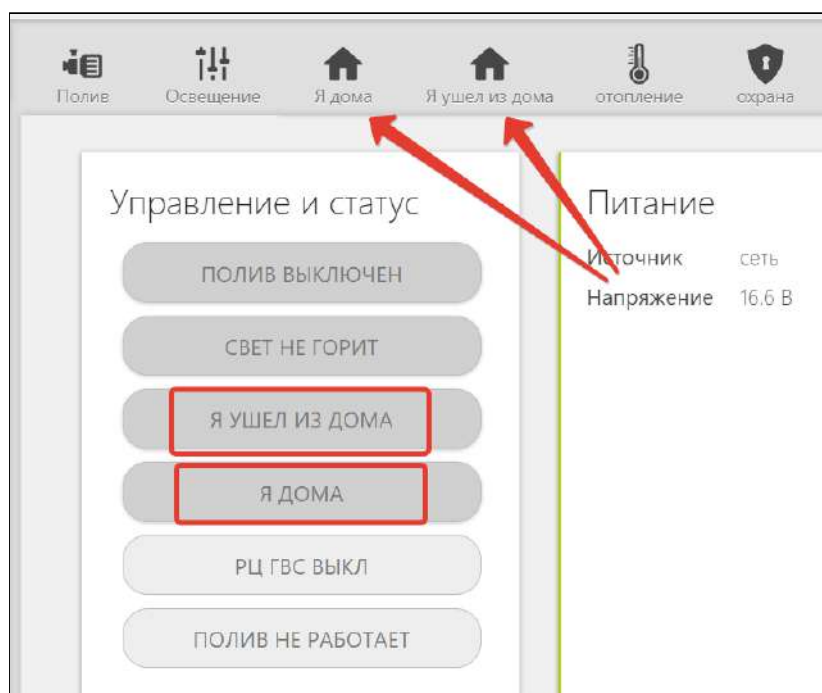 Полив Освещение Я дома Я ушел из дома отопление охрана
Управление и статус
ПОЛИВ ВЫКЛЮЧЕН
СВЕТ НЕ ГОРИТ
Я УШЕЛ ИЗ ДОМА
Я ДОМА
РЦ ГВС ВЫКЛ
ПОЛИВ НЕ РАБОТАЕТ
Питание
Источник сеть
Напряжение 16.6 В